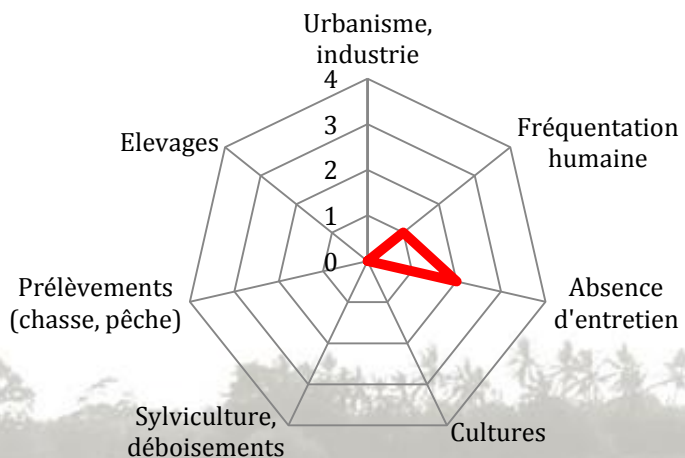 Urbanisme,
industrie
4
3
2
1
0
Fréquentation
humaine
Absence
d'entretien
Cultures
Sylviculture,
déboisements
Prélèvements
(chasse, pêche)
Elevages